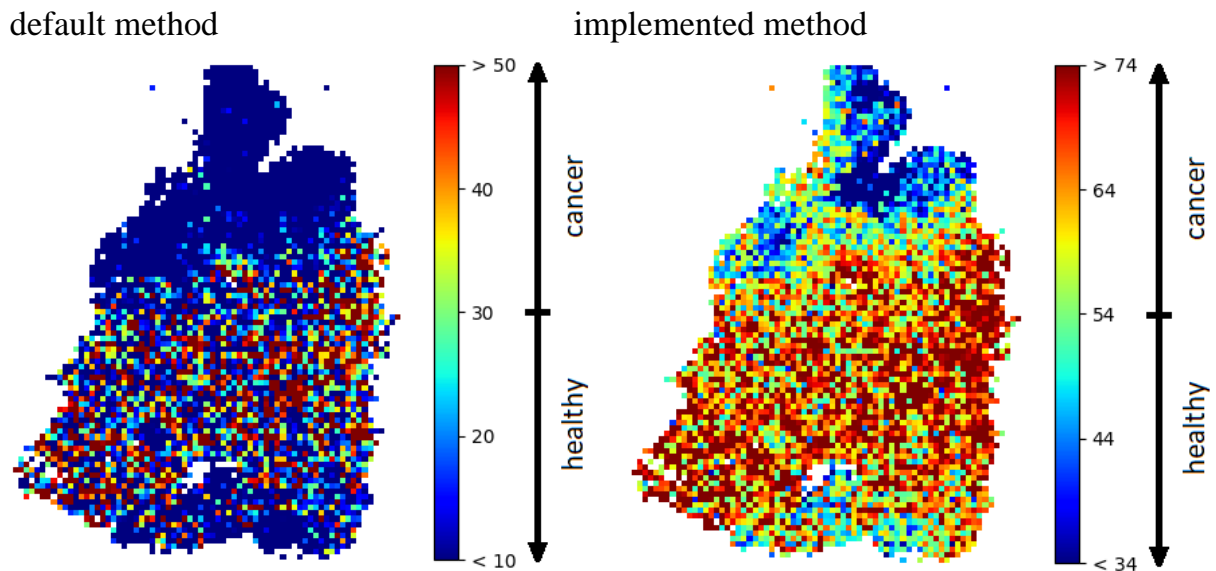 default method
implemented method
> 50
40
30
20
< 10
cancer
healthy
> 74
64
54
44
< 34
cancer
healthy